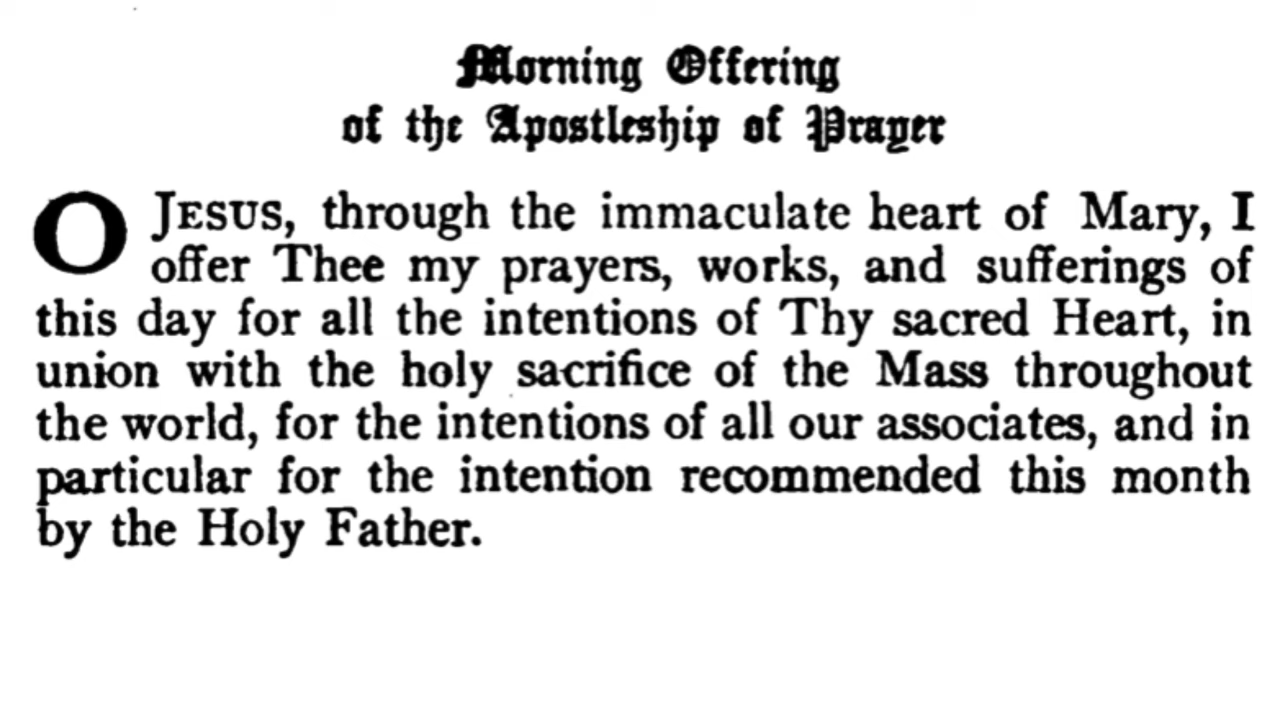 Morning Offering
of the Apostleship of Prayer
O JESUS, through the immaculate heart of Mary, I
offer Thee my prayers, works, and sufferings of
this day for all the intentions of Thy sacred Heart, in
union with the holy sacrifice of the Mass throughout
the world, for the intentions of all our associates, and in
particular for the intention recommended this month
by the Holy Father.